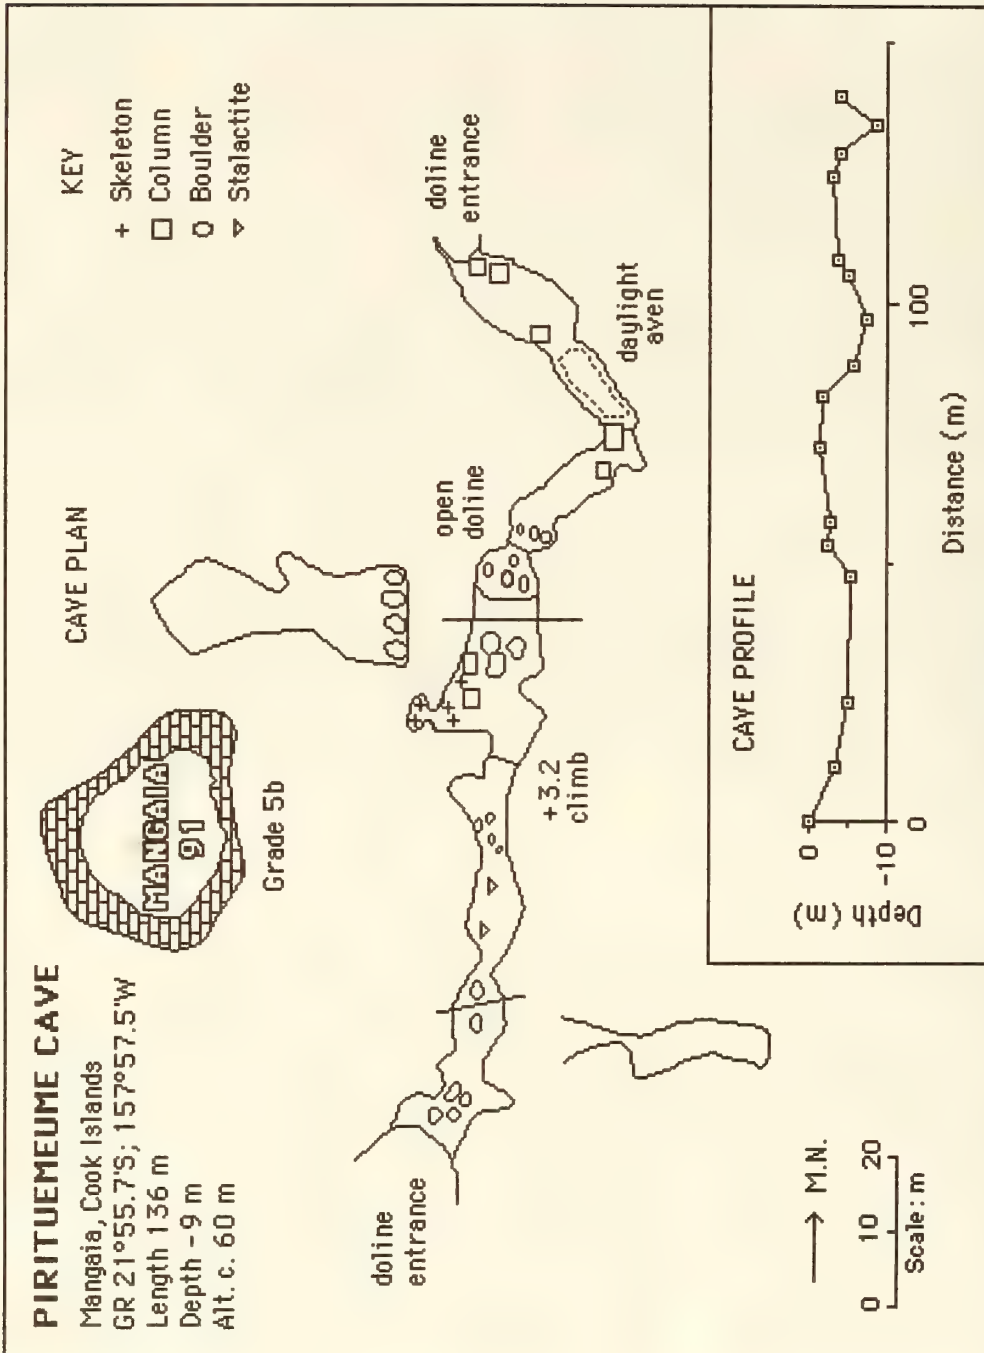 PIRITUEMEUME CAVE
Mangaia, Cook Islands
GR 21°55.7'S; 157°57.5'W
Length 136 m
Depth -9 m
Alt. c. 60 m
MANGAIA
91
Grade 5b
CAVE PLAN
KEY
+ Skeleton
Column
Boulder
Stalactite
doline
entrance
+3.2
climb
open
doline
daylight
aven
doline
entrance
M.N.
0 10 20
Scale: m
CAVE PROFILE
Depth (m)
0
-10
0
100
Distance (m)